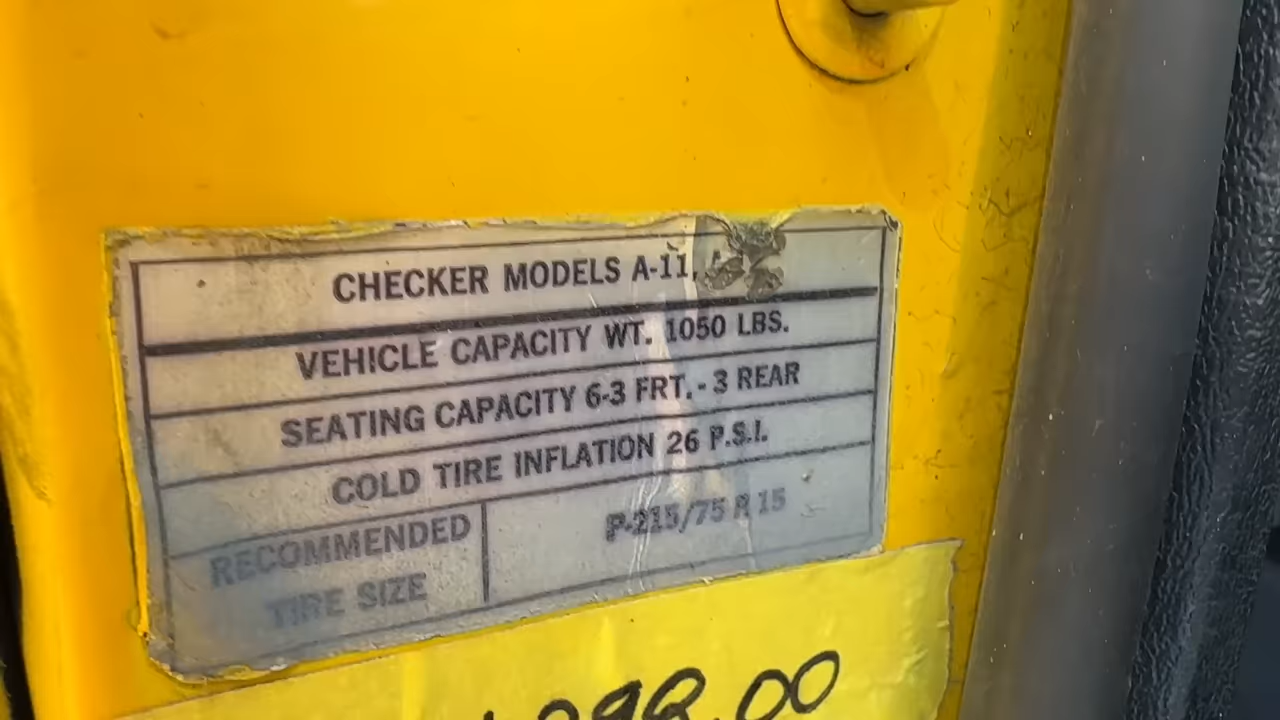 CHECKER MODELS A-11,
VEHICLE CAPACITY WT. 1050 LBS.
SEATING CAPACITY 6-3 FRT. - 3 REAR
COLD TIRE INFLATION 26 P.S.I.
RECOMMENDED TIRE SIZE
P-215/75 R 15